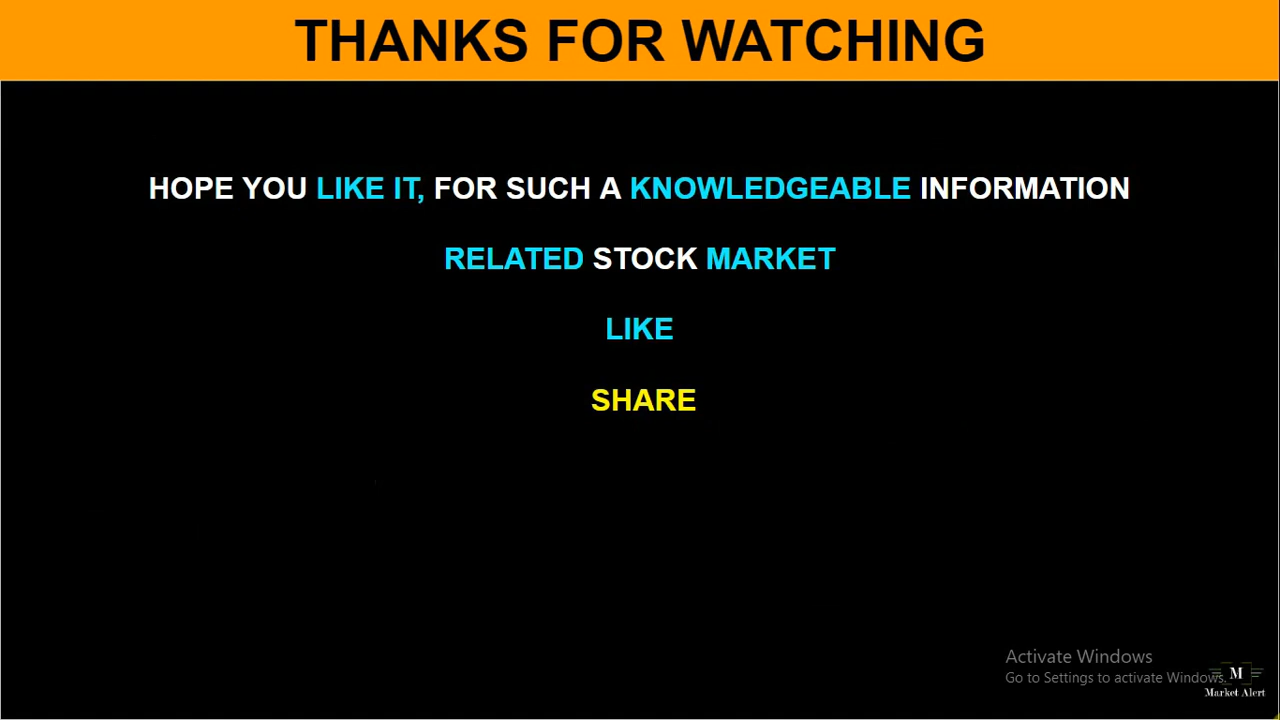 THANKS FOR WATCHING
HOPE YOU LIKE IT, FOR SUCH A KNOWLEDGEABLE INFORMATION
RELATED STOCK MARKET
LIKE
SHARE
Activate Windows
Go to Settings to activate Windows.
M
Market Alert